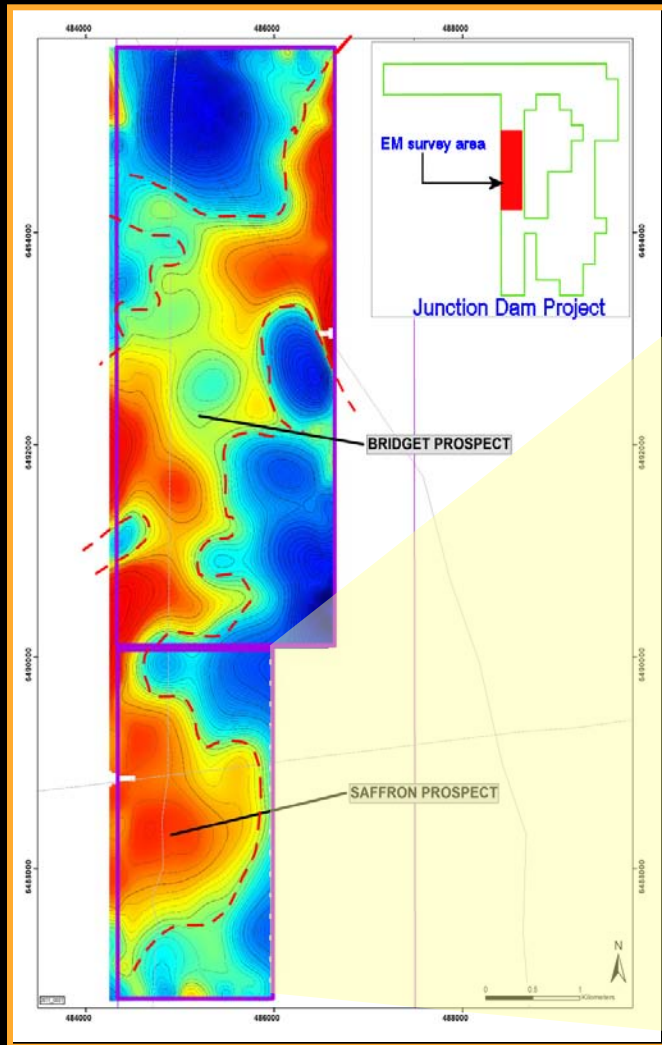 484000 486000 488000
EM survey area
Junction Dam Project
6494000 6494000
BRIDGET PROSPECT
6492000 6492000
6490000 6490000
SAFFRON PROSPECT
6488000 6488000
N
0 0.5 1
Kilometers
484000 486000 488000